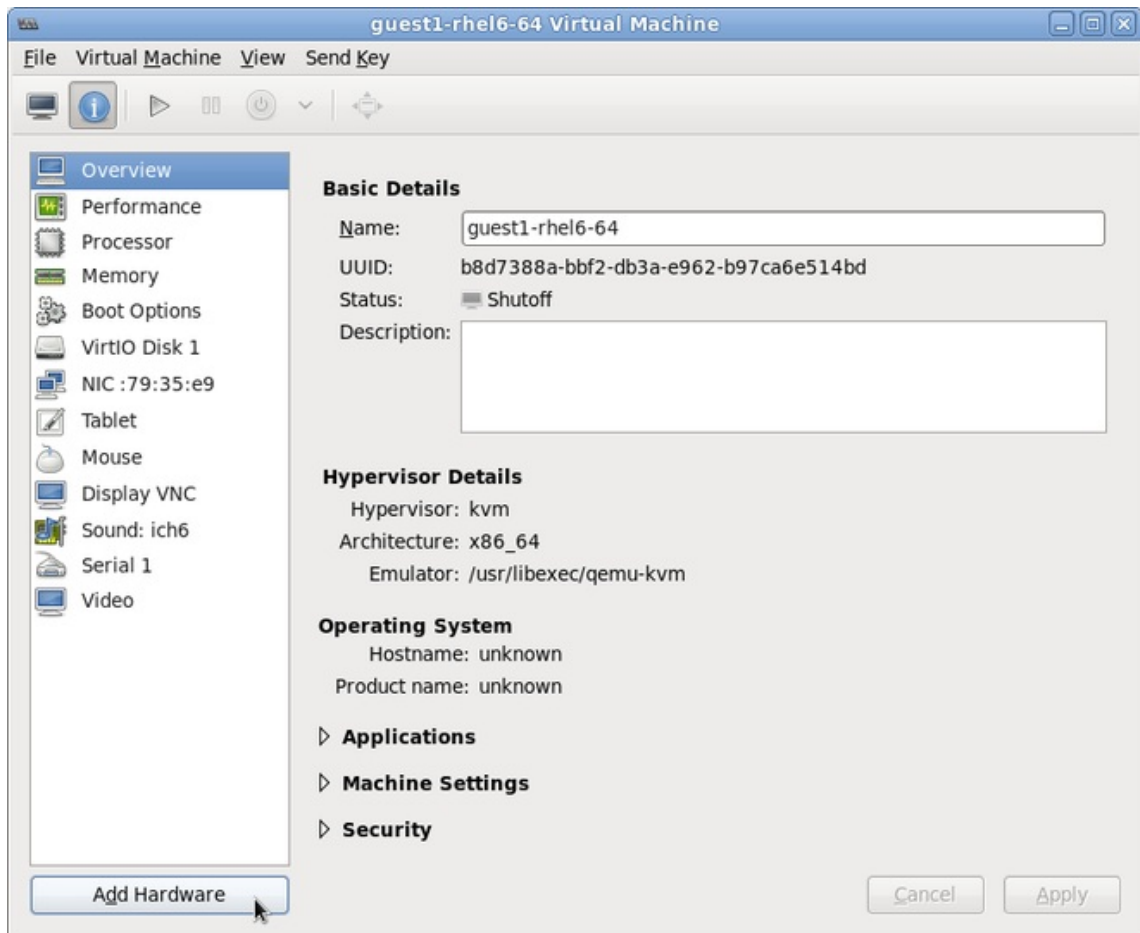 guest1-rhel6-64 Virtual Machine
File Virtual Machine View Send Key
Overview
Performance
Processor
Memory
Boot Options
VirtIO Disk 1
NIC :79:35:e9
Tablet
Mouse
Display VNC
Sound: ich6
Serial 1
Video
Add Hardware
Basic Details
Name: guest1-rhel6-64
UUID: b8d7388a-bbf2-db3a-e962-b97ca6e514bd
Status: Shutoff
Description:
Hypervisor Details
Hypervisor: kvm
Architecture: x86_64
Emulator: /usr/libexec/qemu-kvm
Operating System
Hostname: unknown
Product name: unknown
Applications
Machine Settings
Security
Cancel Apply